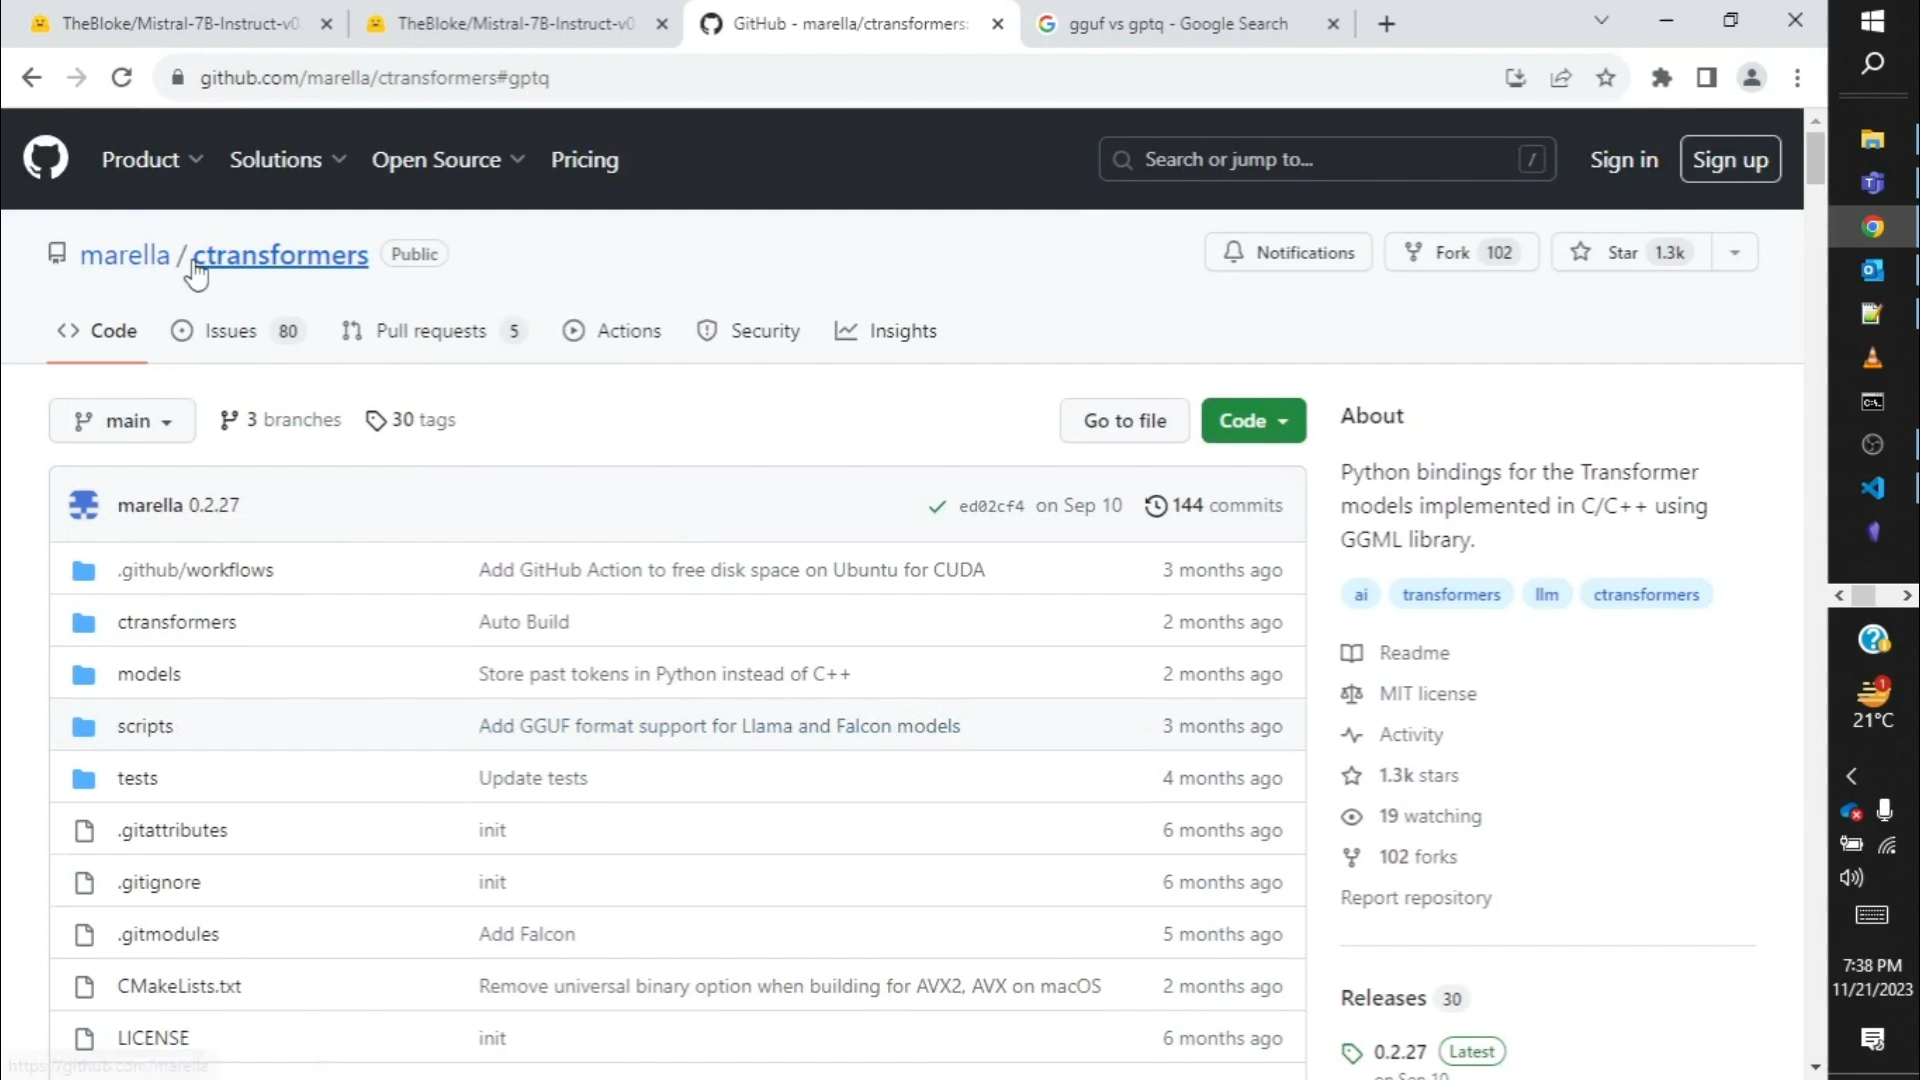 TheBloke/Mistral-7B-Instruct-v0
TheBloke/Mistral-7B-Instruct-v0
GitHub - marella/ctransformers:
gguf vs gptq - Google Search
github.com/marella/ctransformers#gptq
Product
Solutions
Open Source
Pricing
Search or jump to...
/
Sign in
Sign up
marella / ctransformers
Public
Notifications
Fork 102
Star 1.3k
Code
Issues 80
Pull requests 5
Actions
Security
Insights
main
3 branches
30 tags
Go to file
Code
marella 0.2.27
ed02cf4 on Sep 10
144 commits
.github/workflows
Add GitHub Action to free disk space on Ubuntu for CUDA
3 months ago
ctransformers
Auto Build
2 months ago
models
Store past tokens in Python instead of C++
2 months ago
scripts
Add GGUF format support for Llama and Falcon models
3 months ago
tests
Update tests
4 months ago
.gitattributes
init
6 months ago
.gitignore
init
6 months ago
.gitmodules
Add Falcon
5 months ago
CMakeLists.txt
Remove universal binary option when building for AVX2, AVX on macOS
2 months ago
LICENSE
init
6 months ago
https://github.com/marella
About
Python bindings for the Transformer
models implemented in C/C++ using
GGML library.
ai
transformers
llm
ctransformers
Readme
MIT license
Activity
1.3k stars
19 watching
102 forks
Report repository
Releases 30
0.2.27
Latest
on Sep 10
1
21°C
7:38 PM
11/21/2023